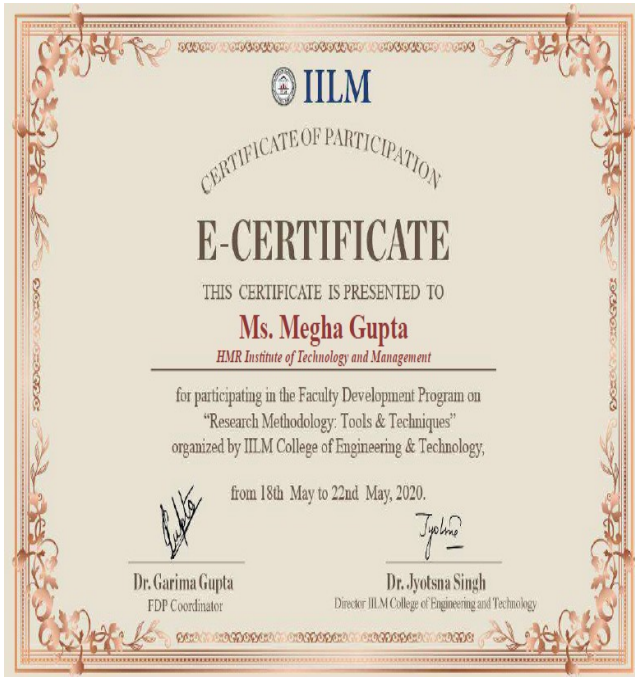 IILM
CERTIFICATE OF PARTICIPATION
E-CERTIFICATE
THIS CERTIFICATE IS PRESENTED TO
Ms. Megha Gupta
HMR Institute of Technology and Management
for participating in the Faculty Development Program on
“Research Methodology: Tools & Techniques”
organized by IILM College of Engineering & Technology,
from 18th May to 22nd May, 2020.
Gupta
Jyotsna
Dr. Garima Gupta
FDP Coordinator
Dr. Jyotsna Singh
Director IILM College of Engineering and Technology